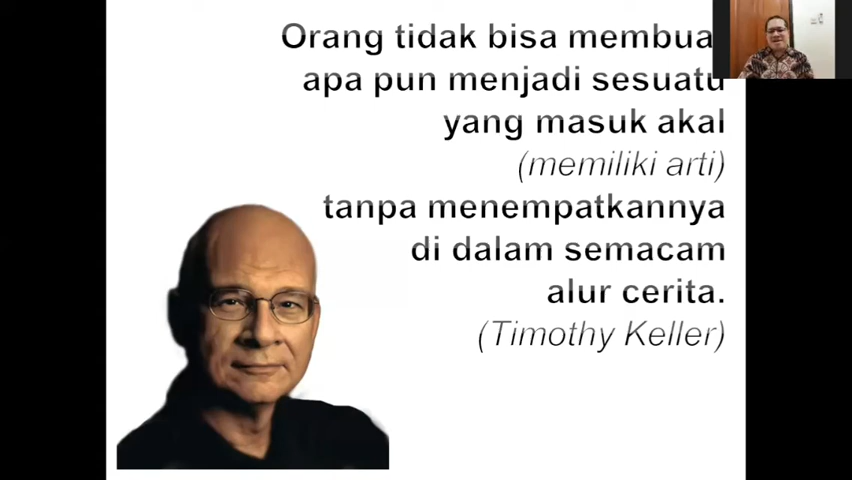 Orang tidak bisa membua
apa pun menjadi sesuatu
yang masuk akal
(memiliki arti)
tanpa menempatkannya
di dalam semacam
alur cerita.
(Timothy Keller)